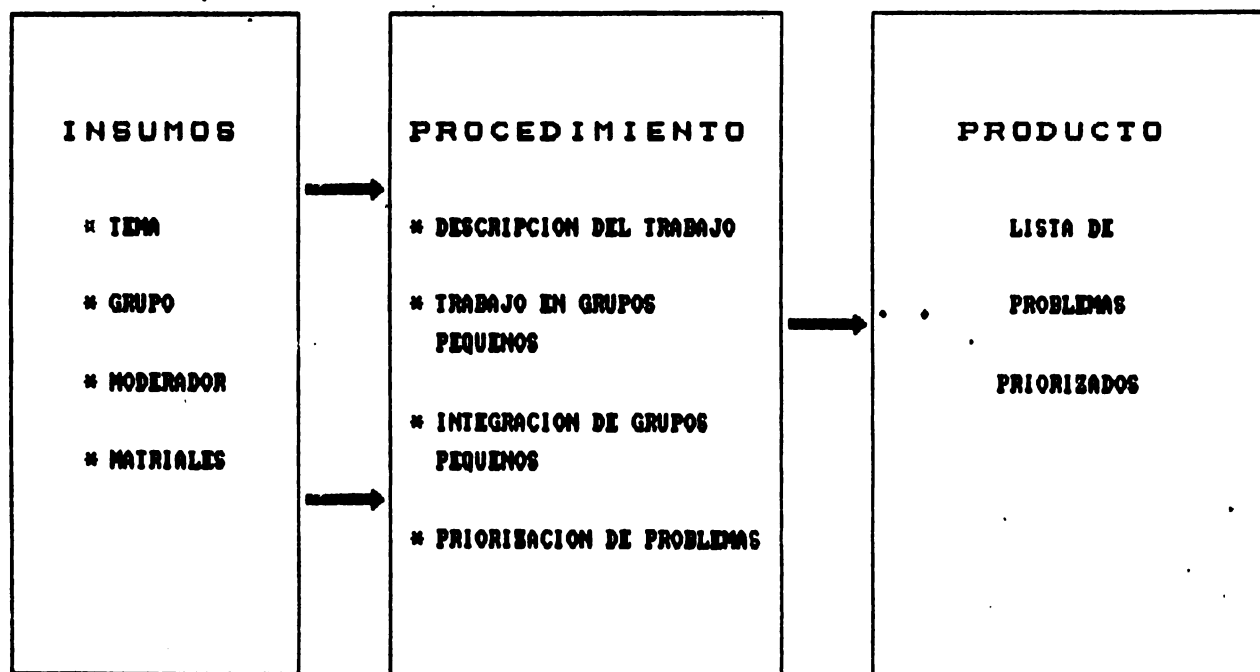 INSUMOS
* TEMA
* GRUPO
* MODERADOR
* MATRIALES
PROCEDIMIENTO
* DESCRIPCION DEL TRABAJO
* TRABAJO EN GRUPOS
PEQUENOS
* INTEGRACION DE GRUPOS
PEQUENOS
* PRIORIZACION DE PROBLEMAS
PRODUCTO
LISTA DE
PROBLEMAS
PRIORIZADOS